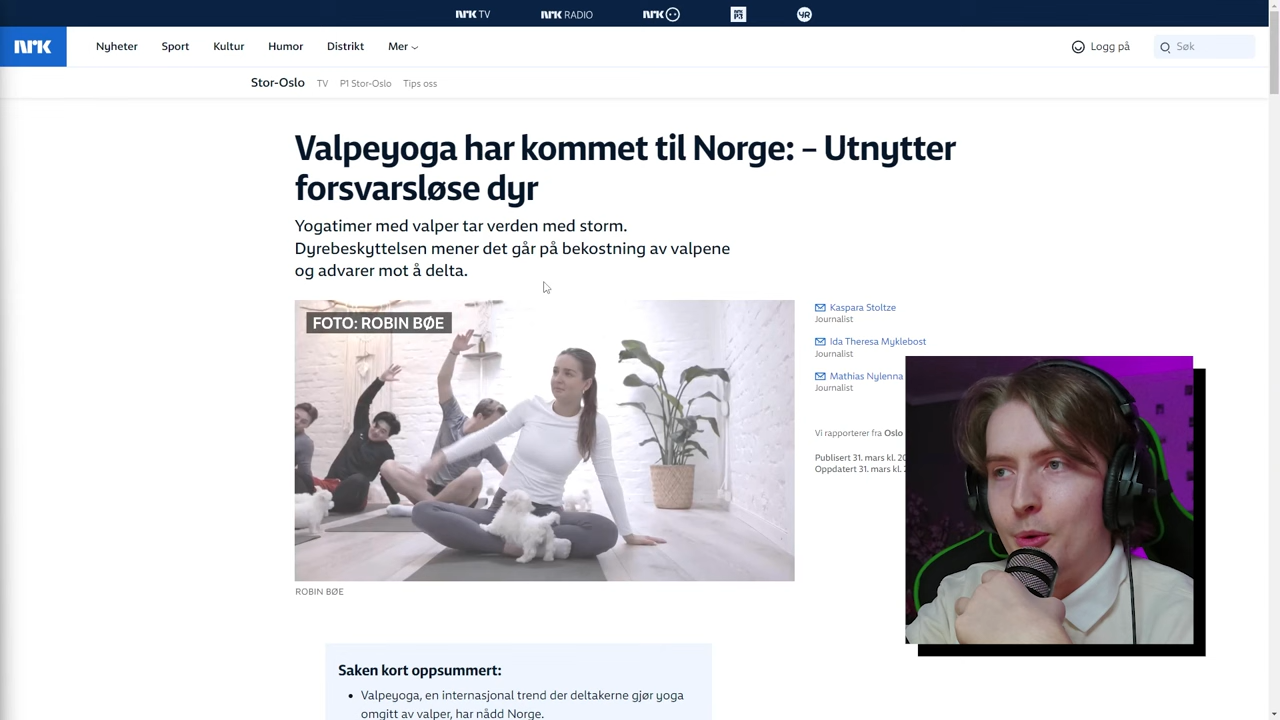 NRK TV
NRK RADIO
NRK
NRK P3
YR
NRK
Nyheter
Sport
Kultur
Humor
Distrikt
Mer
Logg på
Søk
Stor-Oslo
TV
P1 Stor-Oslo
Tips oss
Valpeyoga har kommet til Norge: – Utnytter
forsvarsløse dyr
Yogatimer med valper tar verden med storm.
Dyrebeskyttelsen mener det går på bekostning av valpene
og advarer mot å delta.
FOTO: ROBIN BØE
ROBIN BØE
Kaspara Stoltze
Journalist
Ida Theresa Myklebost
Journalist
Mathias Nylenna
Journalist
Vi rapporterer fra Oslo
Publisert 31. mars kl.
Oppdatert 31. mars kl.
Saken kort oppsummert:
• Valpeyoga, en internasjonal trend der deltakerne gjør yoga
omgitt av valper, har nådd Norge.